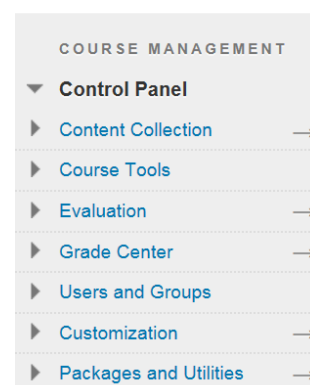 COURSE MANAGEMENT
Control Panel
Content Collection
Course Tools
Evaluation
Grade Center
Users and Groups
Customization
Packages and Utilities